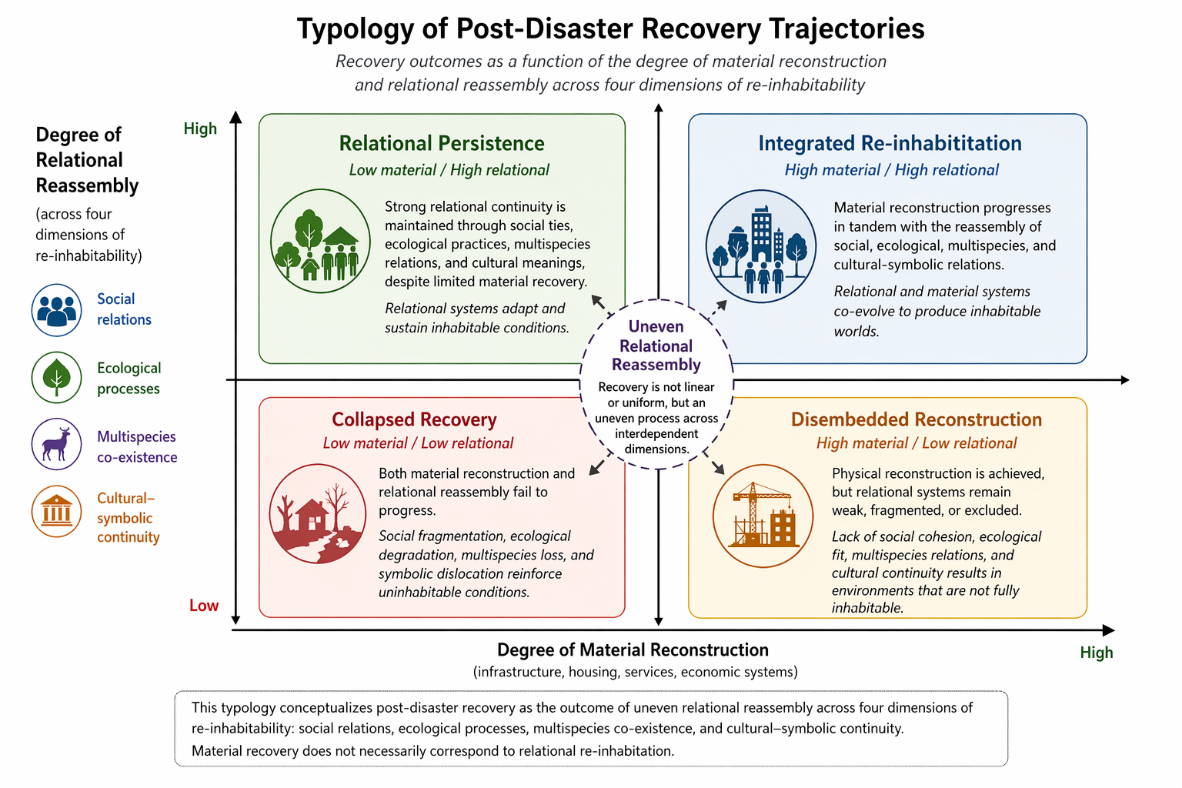 Typology of Post-Disaster Recovery Trajectories
Recovery outcomes as a function of the degree of material reconstruction
and relational reassembly across four dimensions of re-inhabitability
Degree of
Relational
Reassembly
(across four
dimensions of
re-inhabitability)
Social
relations
Ecological
processes
Multispecies
co-existence
Cultural–
symbolic
continuity
High
Low
Relational Persistence
Low material / High relational
Strong relational continuity is
maintained through social ties,
ecological practices, multispecies
relations, and cultural meanings,
despite limited material recovery.
Relational systems adapt and
sustain inhabitable conditions.
Integrated Re-inhabititation
High material / High relational
Material reconstruction progresses
in tandem with the reassembly of
social, ecological, multispecies, and
cultural-symbolic relations.
Relational and material systems
co-evolve to produce inhabitable
worlds.
Uneven
Relational
Reassembly
Recovery is not linear
or uniform, but an
uneven process across
interdependent
dimensions.
Collapsed Recovery
Low material / Low relational
Both material reconstruction and
relational reassembly fail to
progress.
Social fragmentation, ecological
degradation, multispecies loss, and
symbolic dislocation reinforce
uninhabitable conditions.
Disembedded Reconstruction
High material / Low relational
Physical reconstruction is achieved,
but relational systems remain
weak, fragmented, or excluded.
Lack of social cohesion, ecological
fit, multispecies relations, and
cultural continuity results in
environments that are not fully
inhabitable.
Degree of Material Reconstruction
(infrastructure, housing, services, economic systems)
High
This typology conceptualizes post-disaster recovery as the outcome of uneven relational reassembly across four dimensions of
re-inhabitability: social relations, ecological processes, multispecies co-existence, and cultural–symbolic continuity.
Material recovery does not necessarily correspond to relational re-inhabitation.